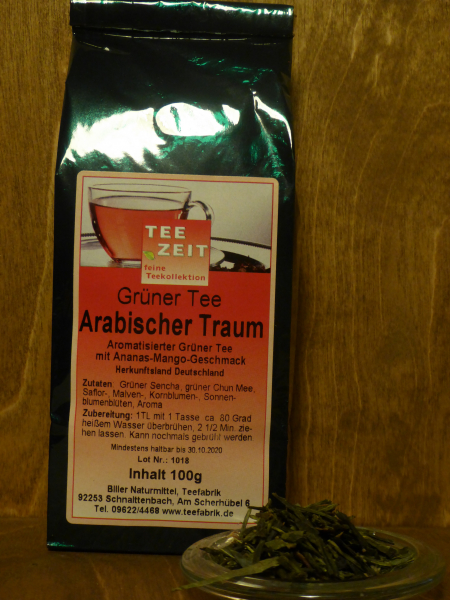 TEE
ZEIT
feine
Teekollektion
Grüner Tee
Arabischer Traum
Aromatisierter Grüner Tee
mit Ananas-Mango-Geschmack
Herkunftsland Deutschland
Zutaten: Grüner Sencha, grüner Chun Mee,
Saflor-, Malven-, Kornblumen-, Sonnen-
blumenblüten, Aroma
Zubereitung: 1TL mit 1 Tasse ca. 80 Grad
heißem Wasser überbrühen, 2 1/2 Min. zie-
hen lassen. Kann nochmals gebrüht werden
Mindestens haltbar bis 30.10.2020
Lot Nr.: 1018
Inhalt 100g
Biller Naturmittel, Teefabrik
92253 Schnaittenbach, Am Scherhübel 6
Tel. 09622/4468 www.teefabrik.de